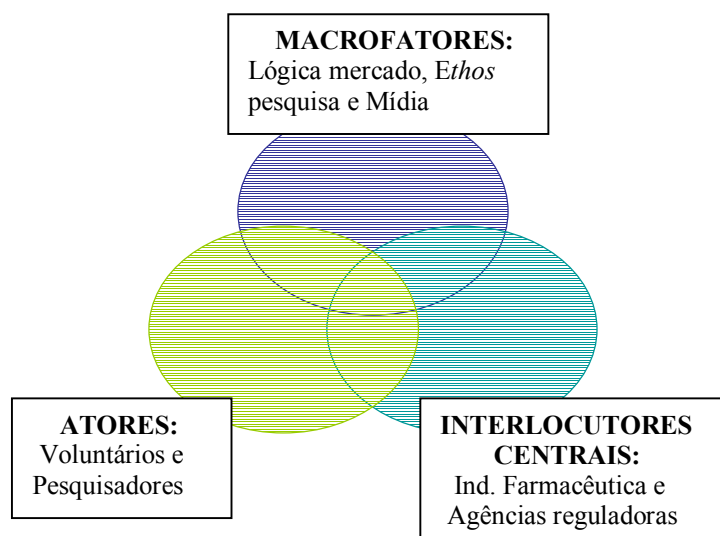 MACROFATORES:
Lógica mercado, Ethos
pesquisa e Mídia
ATORES:
Voluntários e
Pesquisadores
INTERLOCUTORES
CENTRAIS:
Ind. Farmacêutica e
Agências reguladoras